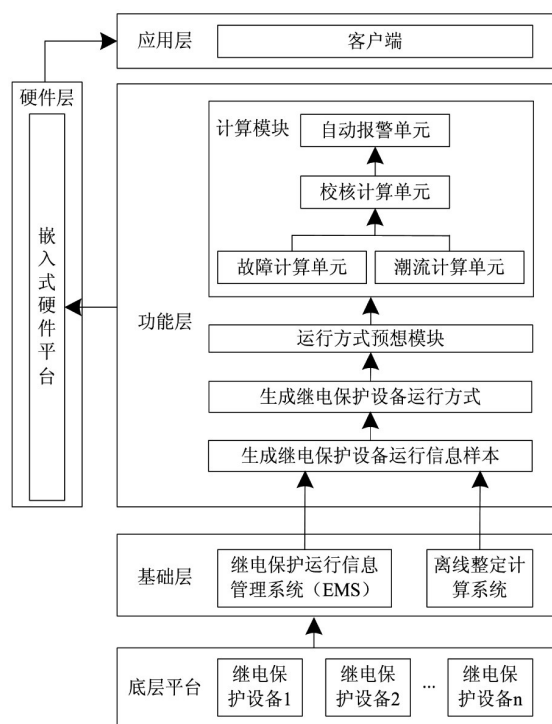 应用层
客户端
硬件层
嵌入式硬件平台
功能层
计算模块
自动报警单元
校核计算单元
故障计算单元
潮流计算单元
运行方式预想模块
生成继电保护设备运行方式
生成继电保护设备运行信息样本
基础层
继电保护运行信息
管理系统（EMS）
离线整定计
算系统
底层平台
继电保
护设备1
继电保
护设备2
...
继电保
护设备n